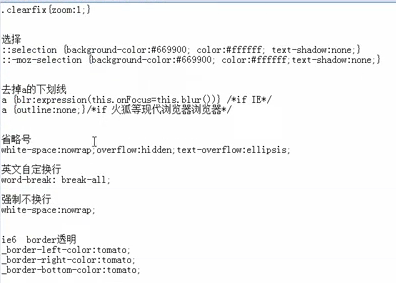 .clearfix{zoom:1;}
选择
::selection {background-color:#669900; color:#ffffff; text-shadow:none;}
::-moz-selection {background-color:#669900; color:#ffffff;text-shadow:none;}
去掉a的下划线
a {blr:expression(this.onFocus=this.blur())} /*if IE*/
a {outline:none;}/*if 火狐等现代浏览器浏览器*/
省略号
white-space:nowrap;overflow:hidden;text-overflow:ellipsis;
英文自定换行
word-break: break-all;
强制不换行
white-space:nowrap;
ie6  border透明
_border-left-color:tomato;
_border-right-color:tomato;
_border-bottom-color:tomato;